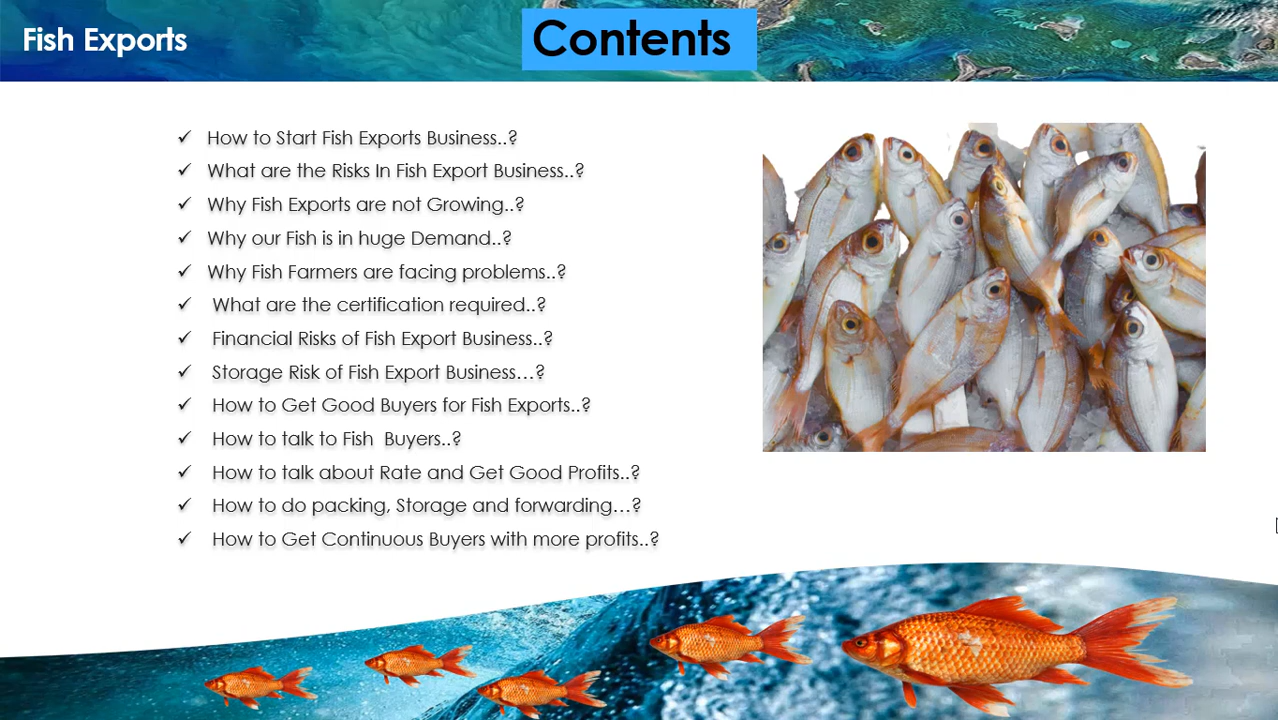 Fish Exports
Contents
✓ How to Start Fish Exports Business..?
✓ What are the Risks In Fish Export Business..?
✓ Why Fish Exports are not Growing..?
✓ Why our Fish is in huge Demand..?
✓ Why Fish Farmers are facing problems..?
✓ What are the certification required..?
✓ Financial Risks of Fish Export Business..?
✓ Storage Risk of Fish Export Business...?
✓ How to Get Good Buyers for Fish Exports..?
✓ How to talk to Fish  Buyers..?
✓ How to talk about Rate and Get Good Profits..?
✓ How to do packing, Storage and forwarding...?
✓ How to Get Continuous Buyers with more profits..?